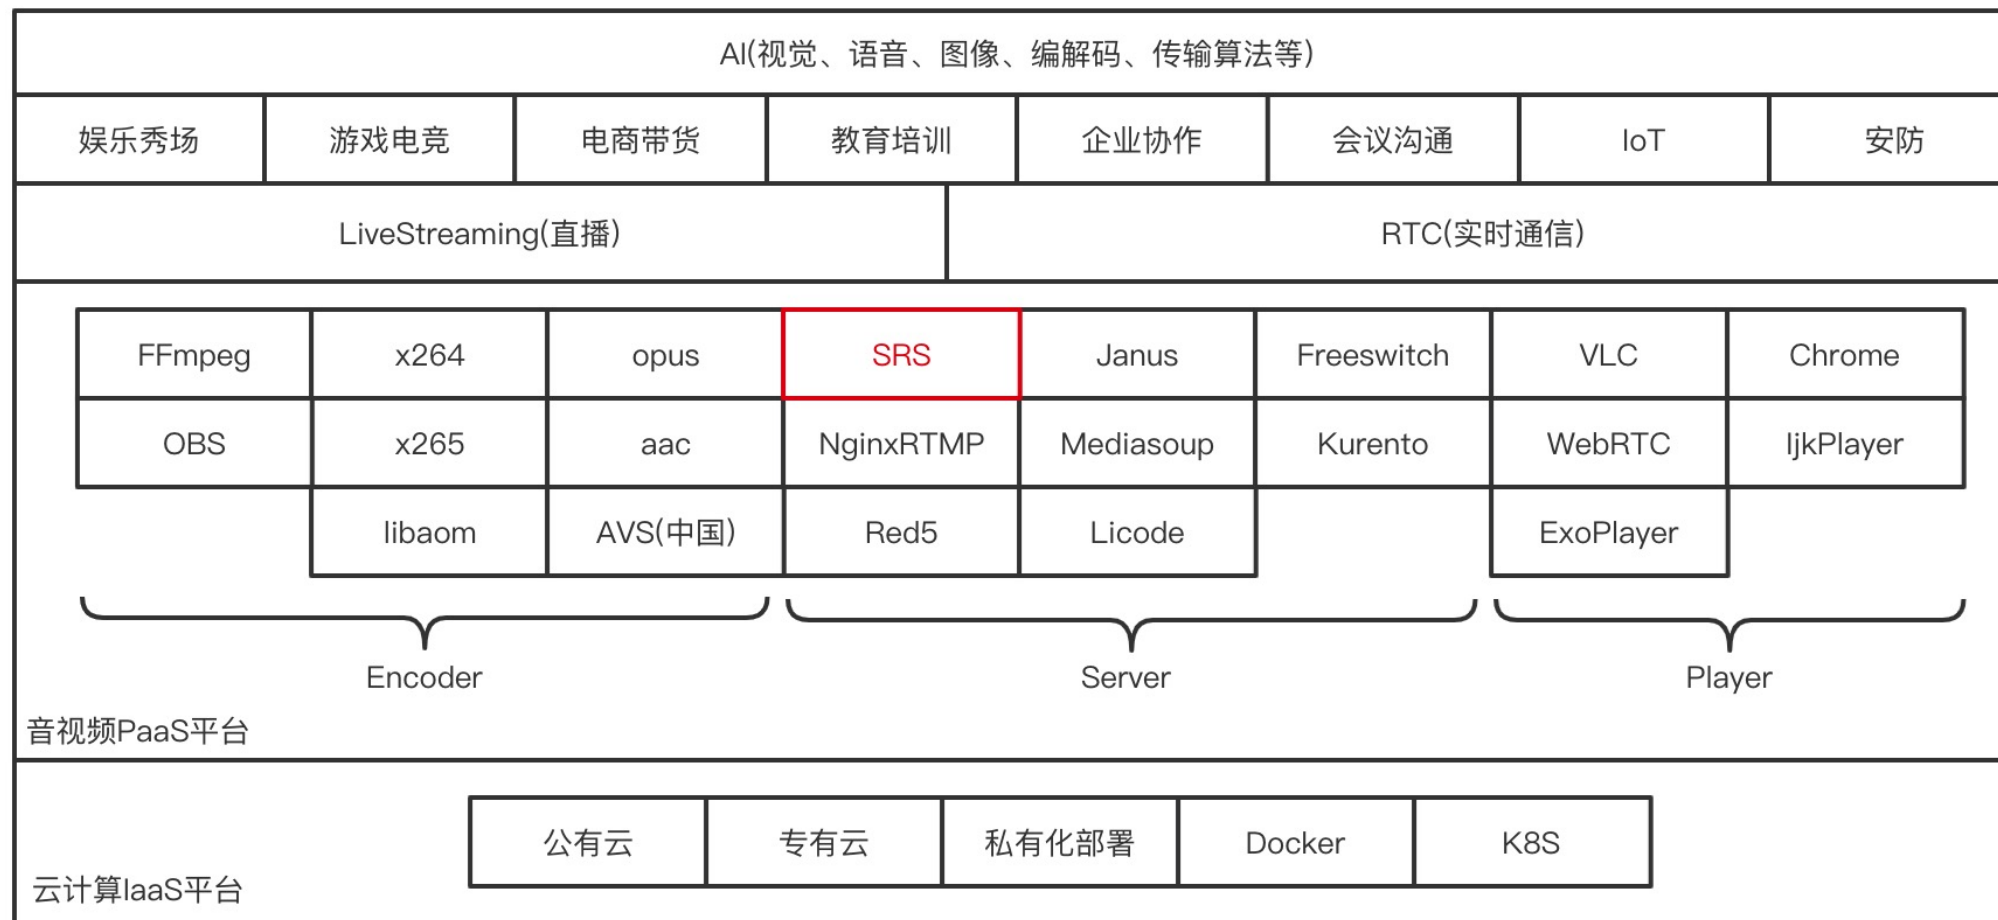 AI(视觉、语音、图像、编解码、传输算法等)
娱乐秀场 游戏电竞 电商带货 教育培训 企业协作 会议沟通 IoT 安防
LiveStreaming(直播) RTC(实时通信)
FFmpeg x264 opus SRS Janus Freeswitch VLC Chrome
OBS x265 aac NginxRTMP Mediasoup Kurento WebRTC IjkPlayer
libaom AVS(中国) Red5 Licode ExoPlayer
Encoder Server Player
音视频PaaS平台
公有云 专有云 私有化部署 Docker K8S
云计算IaaS平台